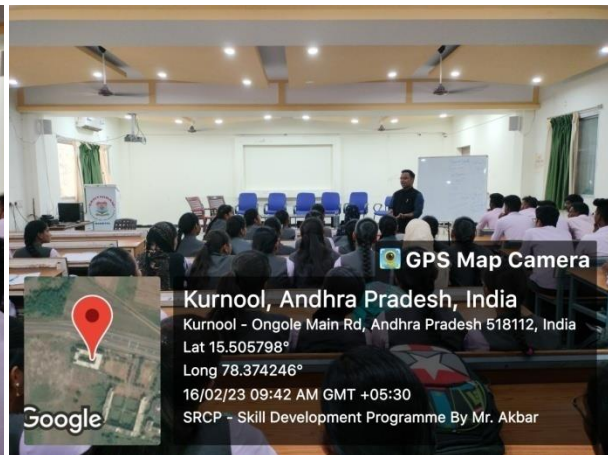 GPS Map Camera
Kurnool, Andhra Pradesh, India
Kurnool - Ongole Main Rd, Andhra Pradesh 518112, India
Lat 15.505798°
Long 78.374246°
16/02/23 09:42 AM GMT +05:30
SRCP - Skill Development Programme By Mr. Akbar
Google